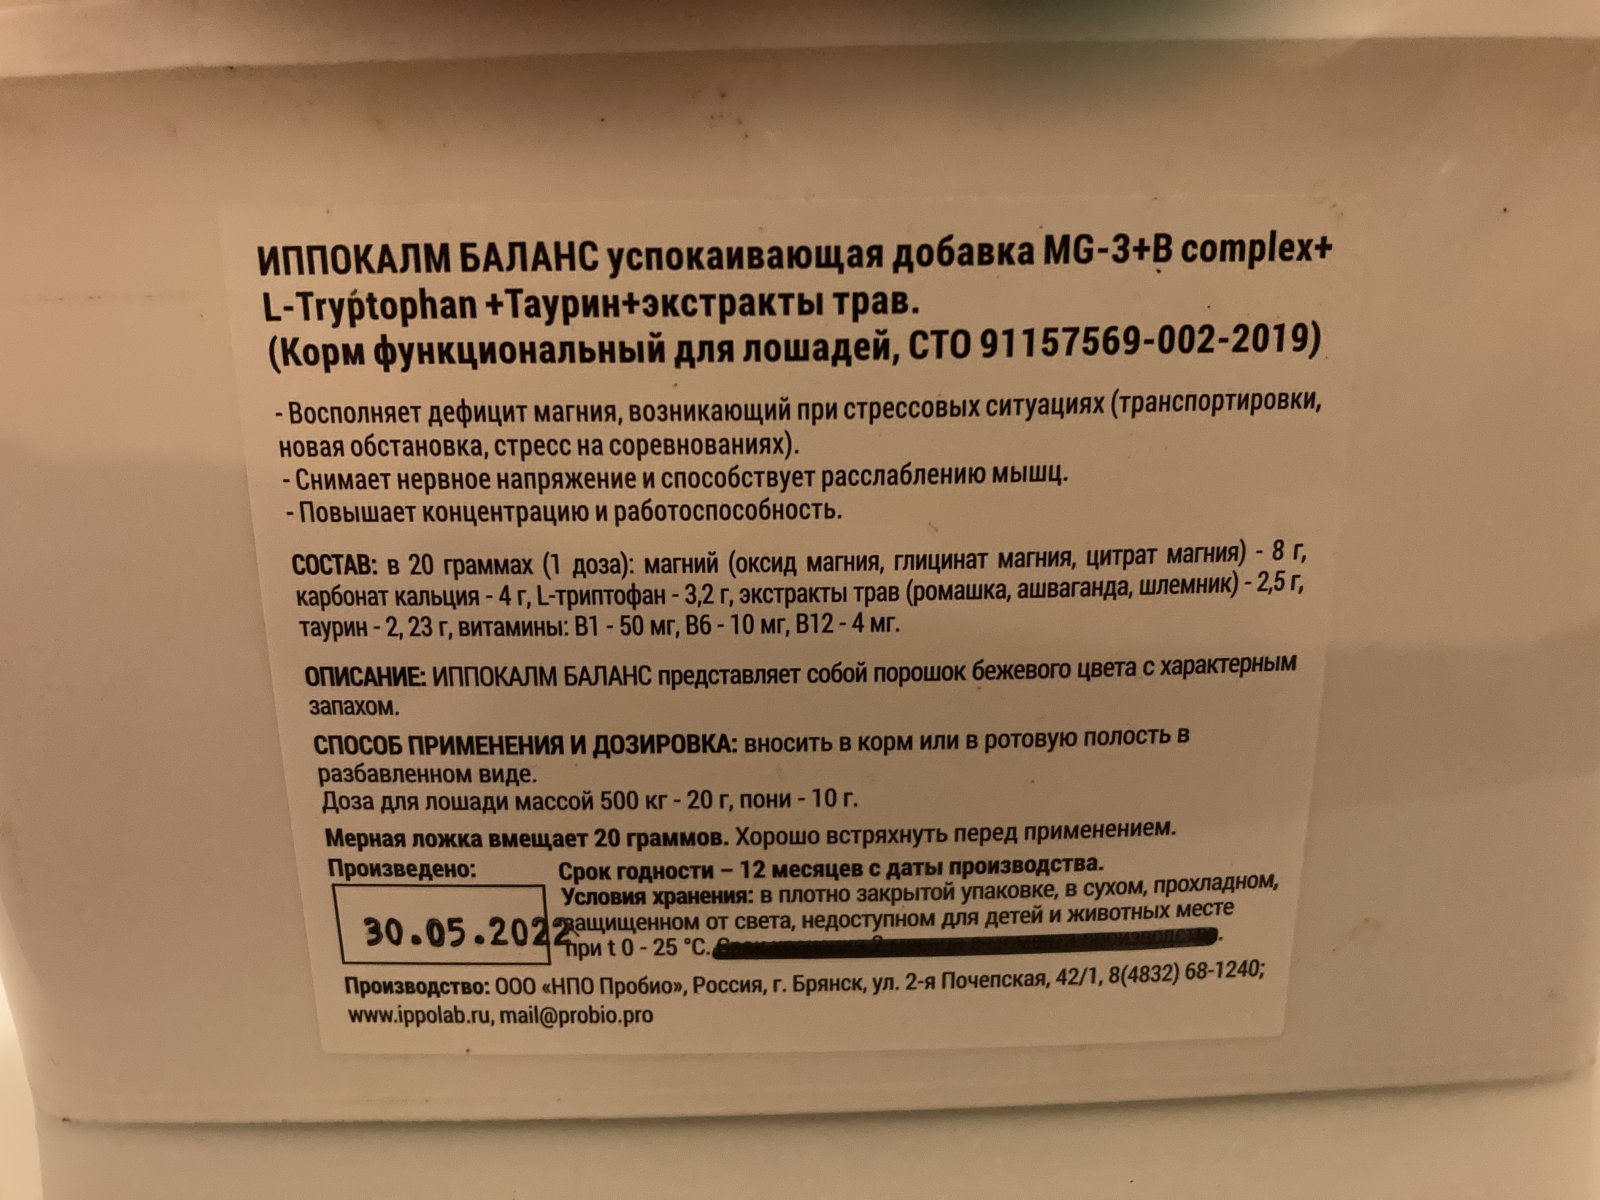 ИППОКАЛМ БАЛАНС успокаивающая добавка MG-3+B complex+
L-Tryptophan +Таурин+экстракты трав.
(Корм функциональный для лошадей, СТО 91157569-002-2019)
- Восполняет дефицит магния, возникающий при стрессовых ситуациях (транспортировки,
новая обстановка, стресс на соревнованиях).
- Снимает нервное напряжение и способствует расслаблению мышц.
- Повышает концентрацию и работоспособность.
СОСТАВ: в 20 граммах (1 доза): магний (оксид магния, глицинат магния, цитрат магния) - 8 г,
карбонат кальция - 4 г, L-триптофан - 3,2 г, экстракты трав (ромашка, ашваганда, шлемник) - 2,5 г,
таурин - 2, 23 г, витамины: В1 - 50 мг, В6 - 10 мг, В12 - 4 мг.
ОПИСАНИЕ: ИППОКАЛМ БАЛАНС представляет собой порошок бежевого цвета с характерным
запахом.
СПОСОБ ПРИМЕНЕНИЯ И ДОЗИРОВКА: вносить в корм или в ротовую полость в
разбавленном виде.
Доза для лошади массой 500 кг - 20 г, пони - 10 г.
Мерная ложка вмещает 20 граммов. Хорошо встряхнуть перед применением.
Произведено:
30.05.2022
Срок годности – 12 месяцев с даты производства.
Условия хранения: в плотно закрытой упаковке, в сухом, прохладном,
защищенном от света, недоступном для детей и животных месте
при t 0 - 25 °C.
Производство: ООО «НПО Пробио», Россия, г. Брянск, ул. 2-я Почепская, 42/1, 8(4832) 68-1240;
www.ippolab.ru, mail@probio.pro